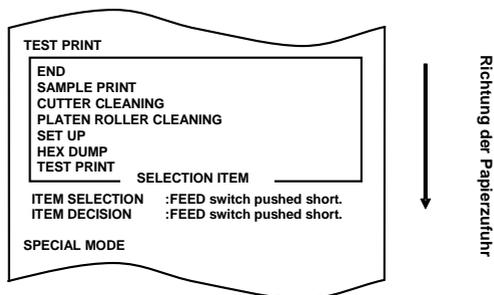 TEST PRINT
END
SAMPLE PRINT
CUTTER CLEANING
PLATEN ROLLER CLEANING
SET UP
HEX DUMP
TEST PRINT
SELECTION ITEM
ITEM SELECTION :FEED switch pushed short.
ITEM DECISION :FEED switch pushed short.
SPECIAL MODE
Richtung der Papierzufuhr